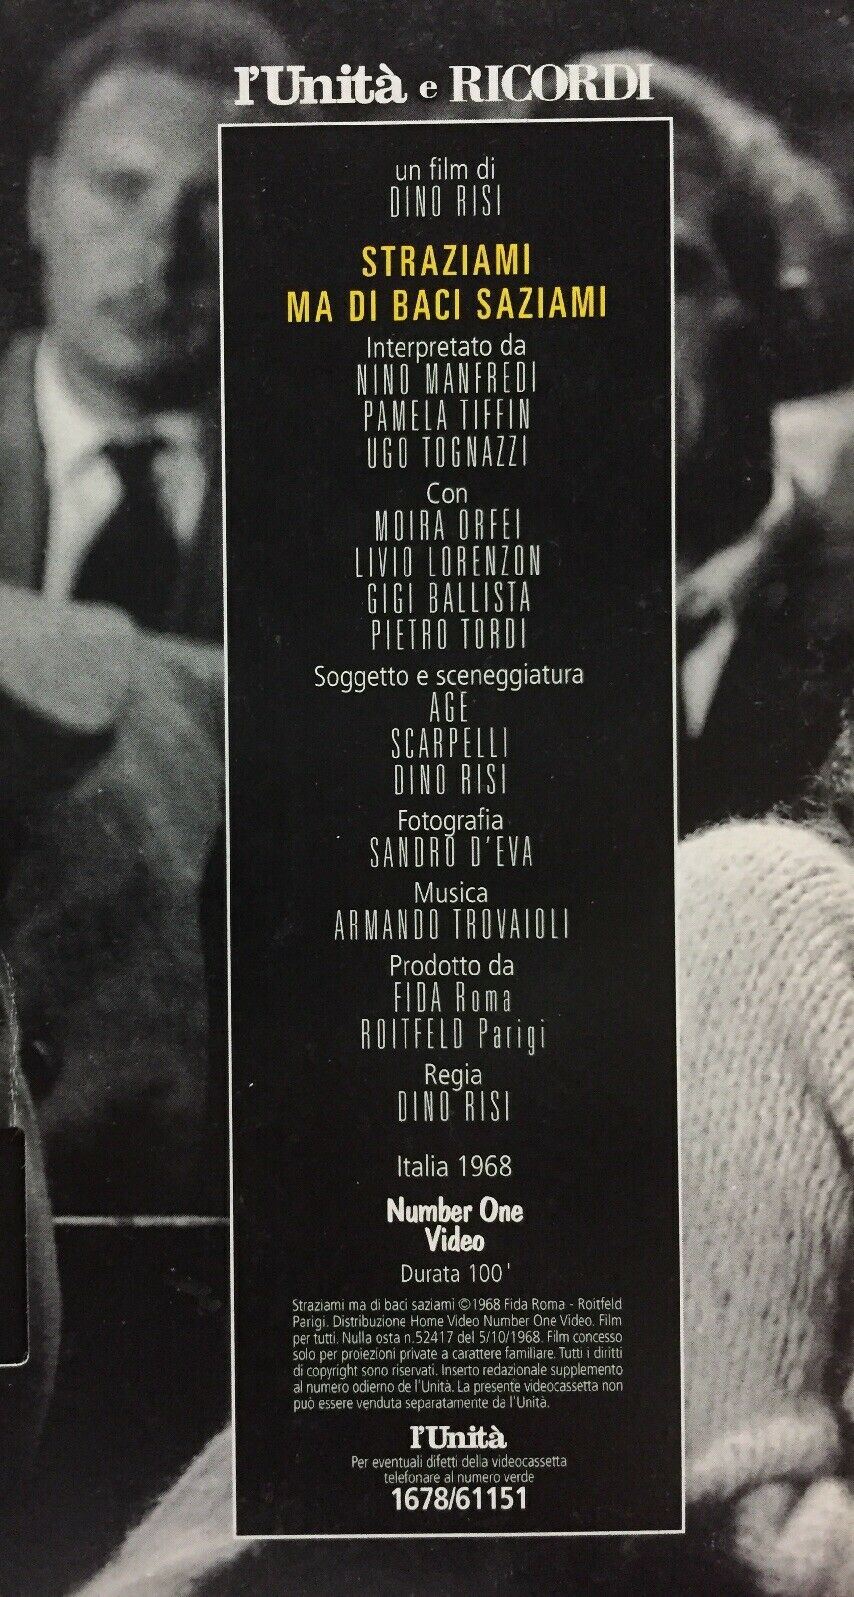 l'Unità e RICORDI
un film di
DINO RISI
STRAZIAMI
MA DI BACI SAZIAMI
Interpretato da
NINO MANFREDI
PAMELA TIFFIN
UGO TOGNAZZI
Con
MOIRA ORFEI
LIVIO LORENZON
GIGI BALLISTA
PIETRO TORDI
Soggetto e sceneggiatura
AGE
SCARPELLI
DINO RISI
Fotografia
SANDRO D'EVA
Musica
ARMANDO TROVAIOLI
Prodotto da
FIDA Roma
ROITFELD Parigi
Regia
DINO RISI
Italia 1968
Number One
Video
Durata 100'
Straziami ma di baci saziami ©1968 Fida Roma - Roitfeld
Parigi. Distribuzione Home Video Number One Video. Film
per tutti. Nulla osta n.52417 del 5/10/1968. Film concesso
solo per proiezioni private a carattere familiare. Tutti i diritti
di copyright sono riservati. Inserto redazionale supplemento
al numero odierno de l'Unità. La presente videocassetta non
può essere venduta separatamente da l'Unità.
l'Unità
Per eventuali difetti della videocassetta
telefonare al numero verde
1678/61151